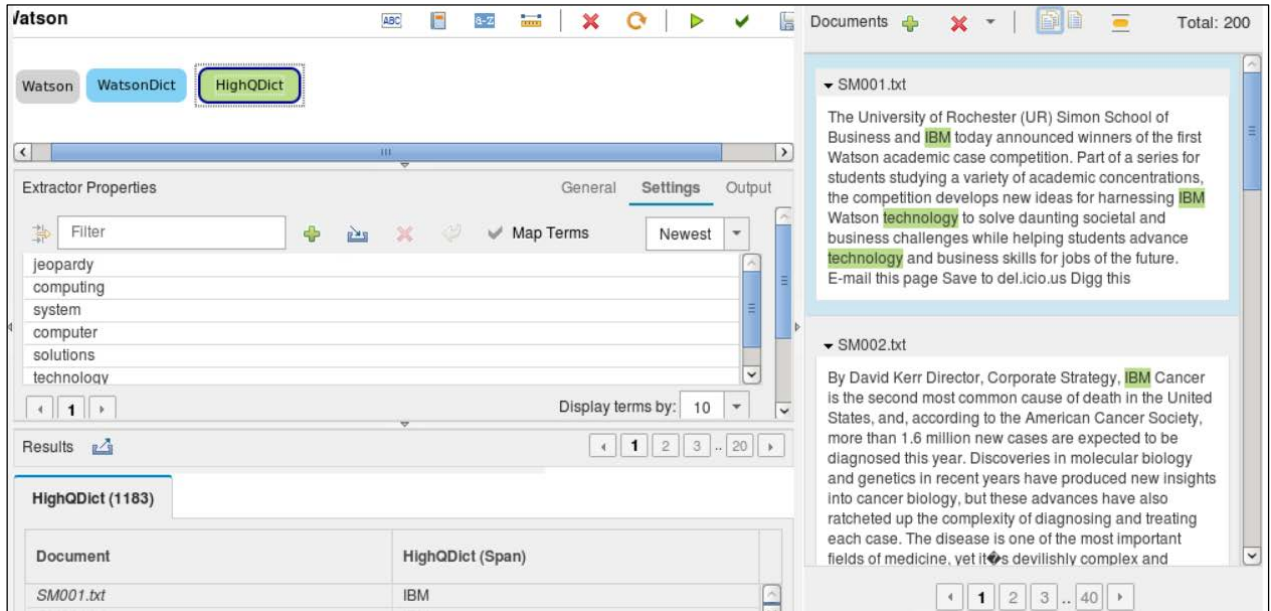 Watson
ABC
a-z
Watson
WatsonDict
HighQDict
Extractor Properties
General Settings Output
Filter
Map Terms
Newest
jeopardy
computing
system
computer
solutions
technology
1
Display terms by: 10
Results
1 2 3 .. 20
HighQDict (1183)
Document HighQDict (Span)
SM001.txt IBM
Documents
Total: 200
SM001.txt
The University of Rochester (UR) Simon School of
Business and IBM today announced winners of the first
Watson academic case competition. Part of a series for
students studying a variety of academic concentrations,
the competition develops new ideas for harnessing IBM
Watson technology to solve daunting societal and
business challenges while helping students advance
technology and business skills for jobs of the future.
E-mail this page Save to del.icio.us Digg this
SM002.txt
By David Kerr Director, Corporate Strategy, IBM Cancer
is the second most common cause of death in the United
States, and, according to the American Cancer Society,
more than 1.6 million new cases are expected to be
diagnosed this year. Discoveries in molecular biology
and genetics in recent years have produced new insights
into cancer biology, but these advances have also
ratcheted up the complexity of diagnosing and treating
each case. The disease is one of the most important
fields of medicine, yet it�s devilishly complex and
1 2 3 .. 40